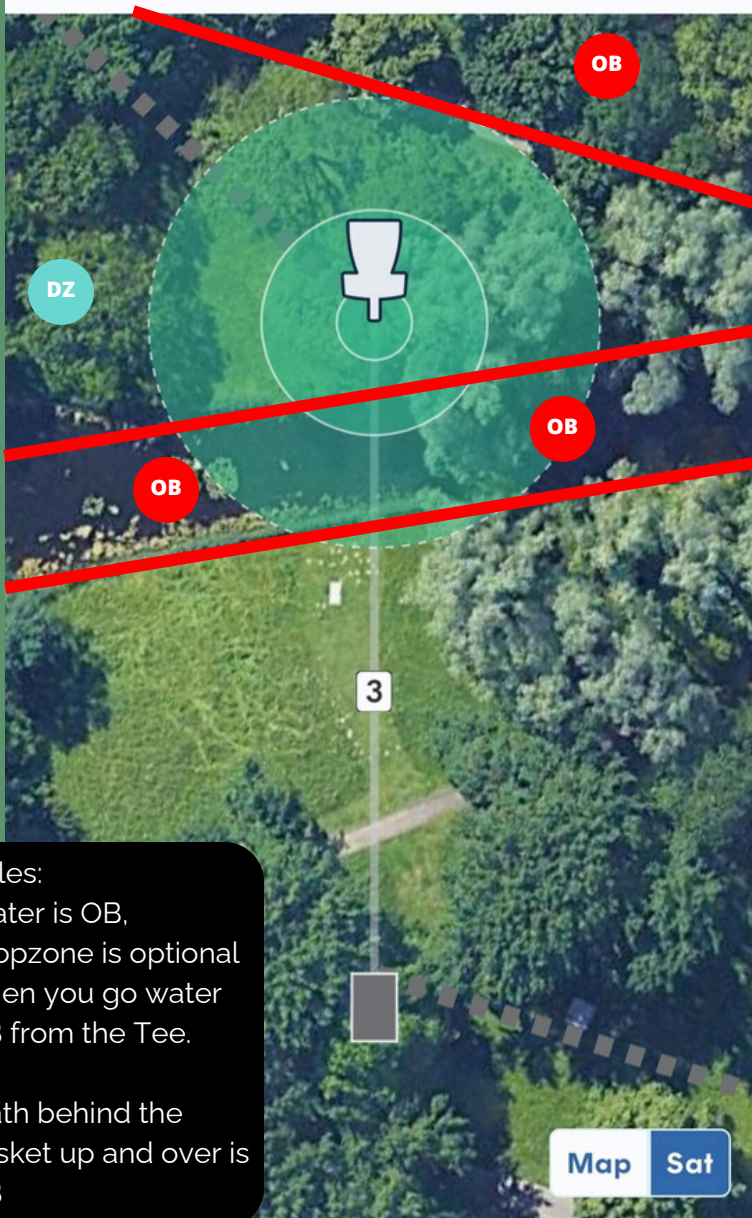 OB
DZ
OB
OB
3
les:
ater is OB,
opzone is optional
en you go water
from the Tee.
ath behind the
sket up and over is
Map Sat